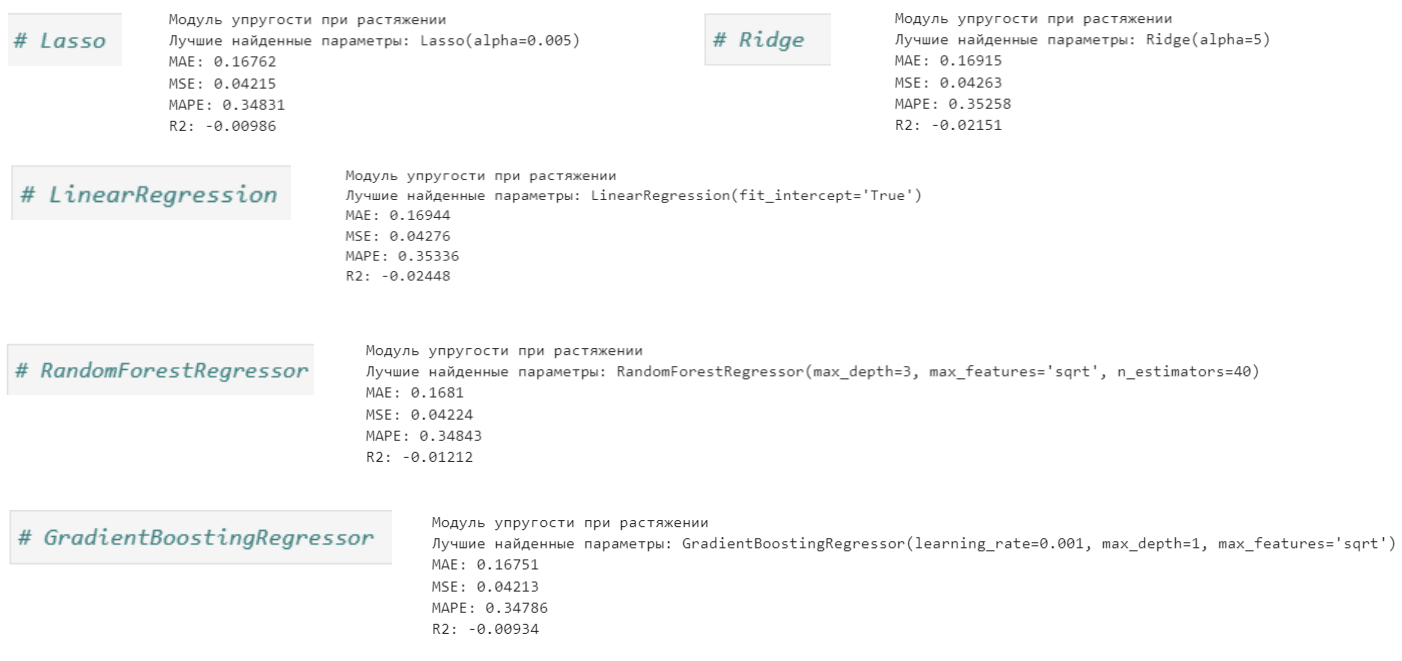 # Lasso
Модуль упругости при растяжении
Лучшие найденные параметры: Lasso(alpha=0.005)
MAE: 0.16762
MSE: 0.04215
MAPE: 0.34831
R2: -0.00986
# Ridge
Модуль упругости при растяжении
Лучшие найденные параметры: Ridge(alpha=5)
MAE: 0.16915
MSE: 0.04263
MAPE: 0.35258
R2: -0.02151
# LinearRegression
Модуль упругости при растяжении
Лучшие найденные параметры: LinearRegression(fit_intercept='True')
MAE: 0.16944
MSE: 0.04276
MAPE: 0.35336
R2: -0.02448
# RandomForestRegressor
Модуль упругости при растяжении
Лучшие найденные параметры: RandomForestRegressor(max_depth=3, max_features='sqrt', n_estimators=40)
MAE: 0.1681
MSE: 0.04224
MAPE: 0.34843
R2: -0.01212
# GradientBoostingRegressor
Модуль упругости при растяжении
Лучшие найденные параметры: GradientBoostingRegressor(learning_rate=0.001, max_depth=1, max_features='sqrt')
MAE: 0.16751
MSE: 0.04213
MAPE: 0.34786
R2: -0.00934